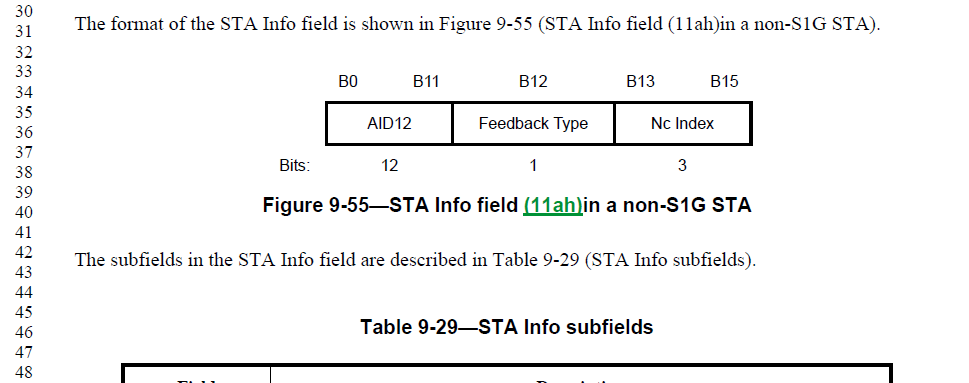 30
The format of the STA Info field is shown in Figure 9-55 (STA Info field (11ah)in a non-S1G STA).
31
32
33
B0 B11 B12 B13 B15
34
35
AID12 Feedback Type Nc Index
36
37
Bits: 12 1 3
38
39
Figure 9-55—STA Info field (11ah)in a non-S1G STA
40
41
42
The subfields in the STA Info field are described in Table 9-29 (STA Info subfields).
43
44
45
Table 9-29—STA Info subfields
46
47
48